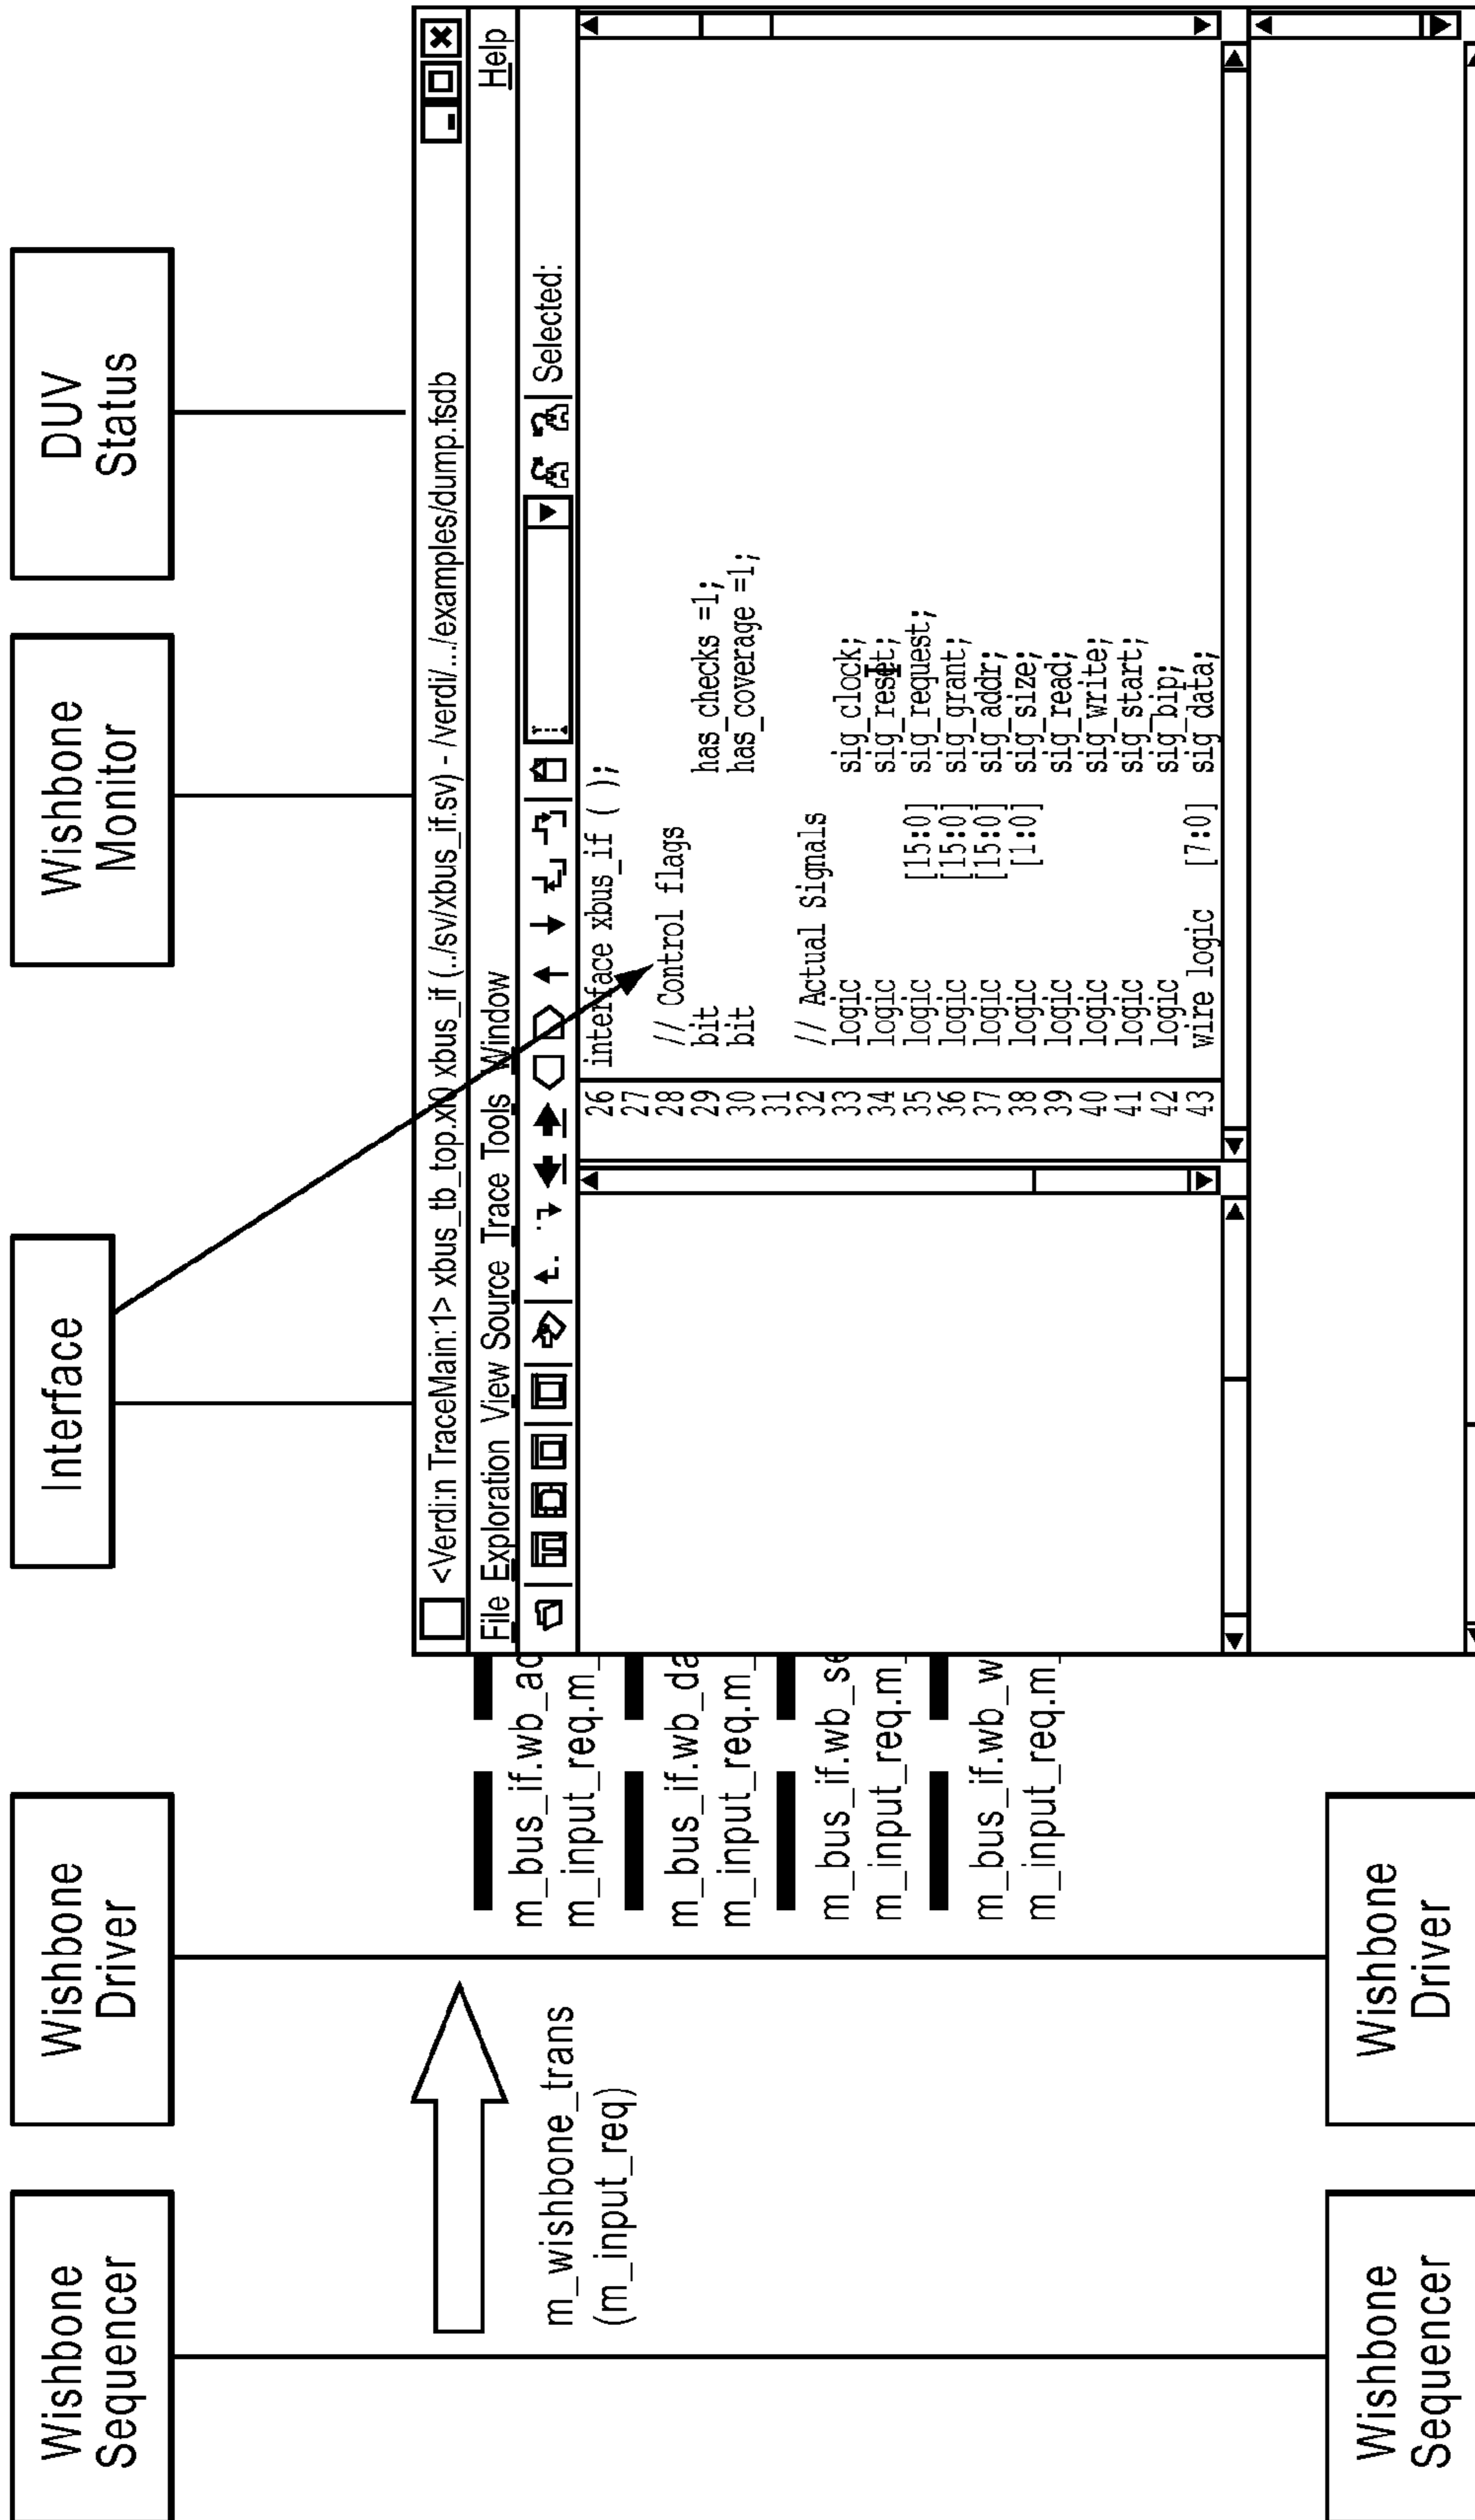 Wishbone
Sequencer
Wishbone
Driver
Interface
Wishbone
Monitor
DUV
Status
m_wishbone_trans
(m_input_req)
m_bus_if.wb_ad
m_input_req.m_
m_bus_if.wb_da
m_input_req.m_
m_bus_if.wb_se
m_input_req.m_
m_bus_if.wb_w
m_input_req.m_
<Verdi:n TraceMain:1> xbus_tb_top.xi0 xbus_if (../sv/xbus_if.sv) - /verdi/.../examples/dump.fsdb
File Exploration View Source Trace Tools Window Help
Selected:
26 interface xbus_if ( );
27
28 // Control flags
29 bit has_checks =1;
30 bit has_coverage =1;
31
32 // Actual Signals
33 logic sig_clock;
34 logic sig_reset;
35 logic [15:0] sig_request;
36 logic [15:0] sig_grant;
37 logic [15:0] sig_addr;
38 logic [1:0] sig_size;
39 logic sig_read;
40 logic sig_write;
41 logic sig_start;
42 logic sig_bip;
43 wire logic [7:0] sig_data;
Wishbone
Sequencer
Wishbone
Driver